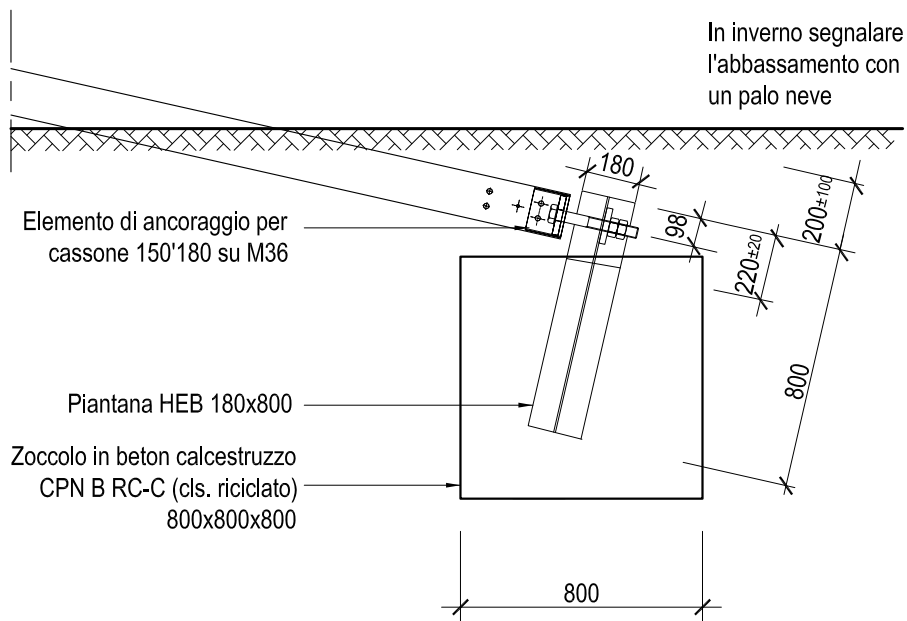 In inverno segnalare
l'abbassamento con
un palo neve
180
200±100
98
220±20
Elemento di ancoraggio per
cassone 150'180 su M36
800
Piantana HEB 180x800
Zoccolo in beton calcestruzzo
CPN B RC-C (cls. riciclato)
800x800x800
800